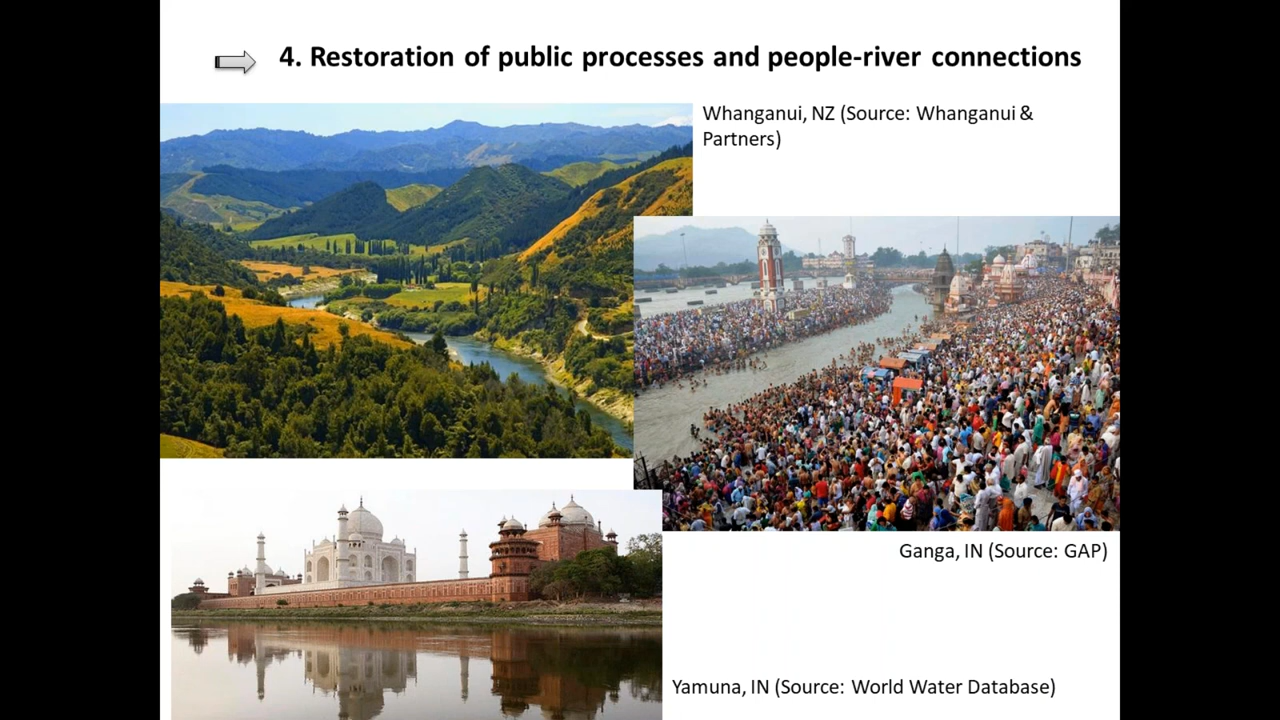 4. Restoration of public processes and people-river connections
Whanganui, NZ (Source: Whanganui &
Partners)
Ganga, IN (Source: GAP)
Yamuna, IN (Source: World Water Database)